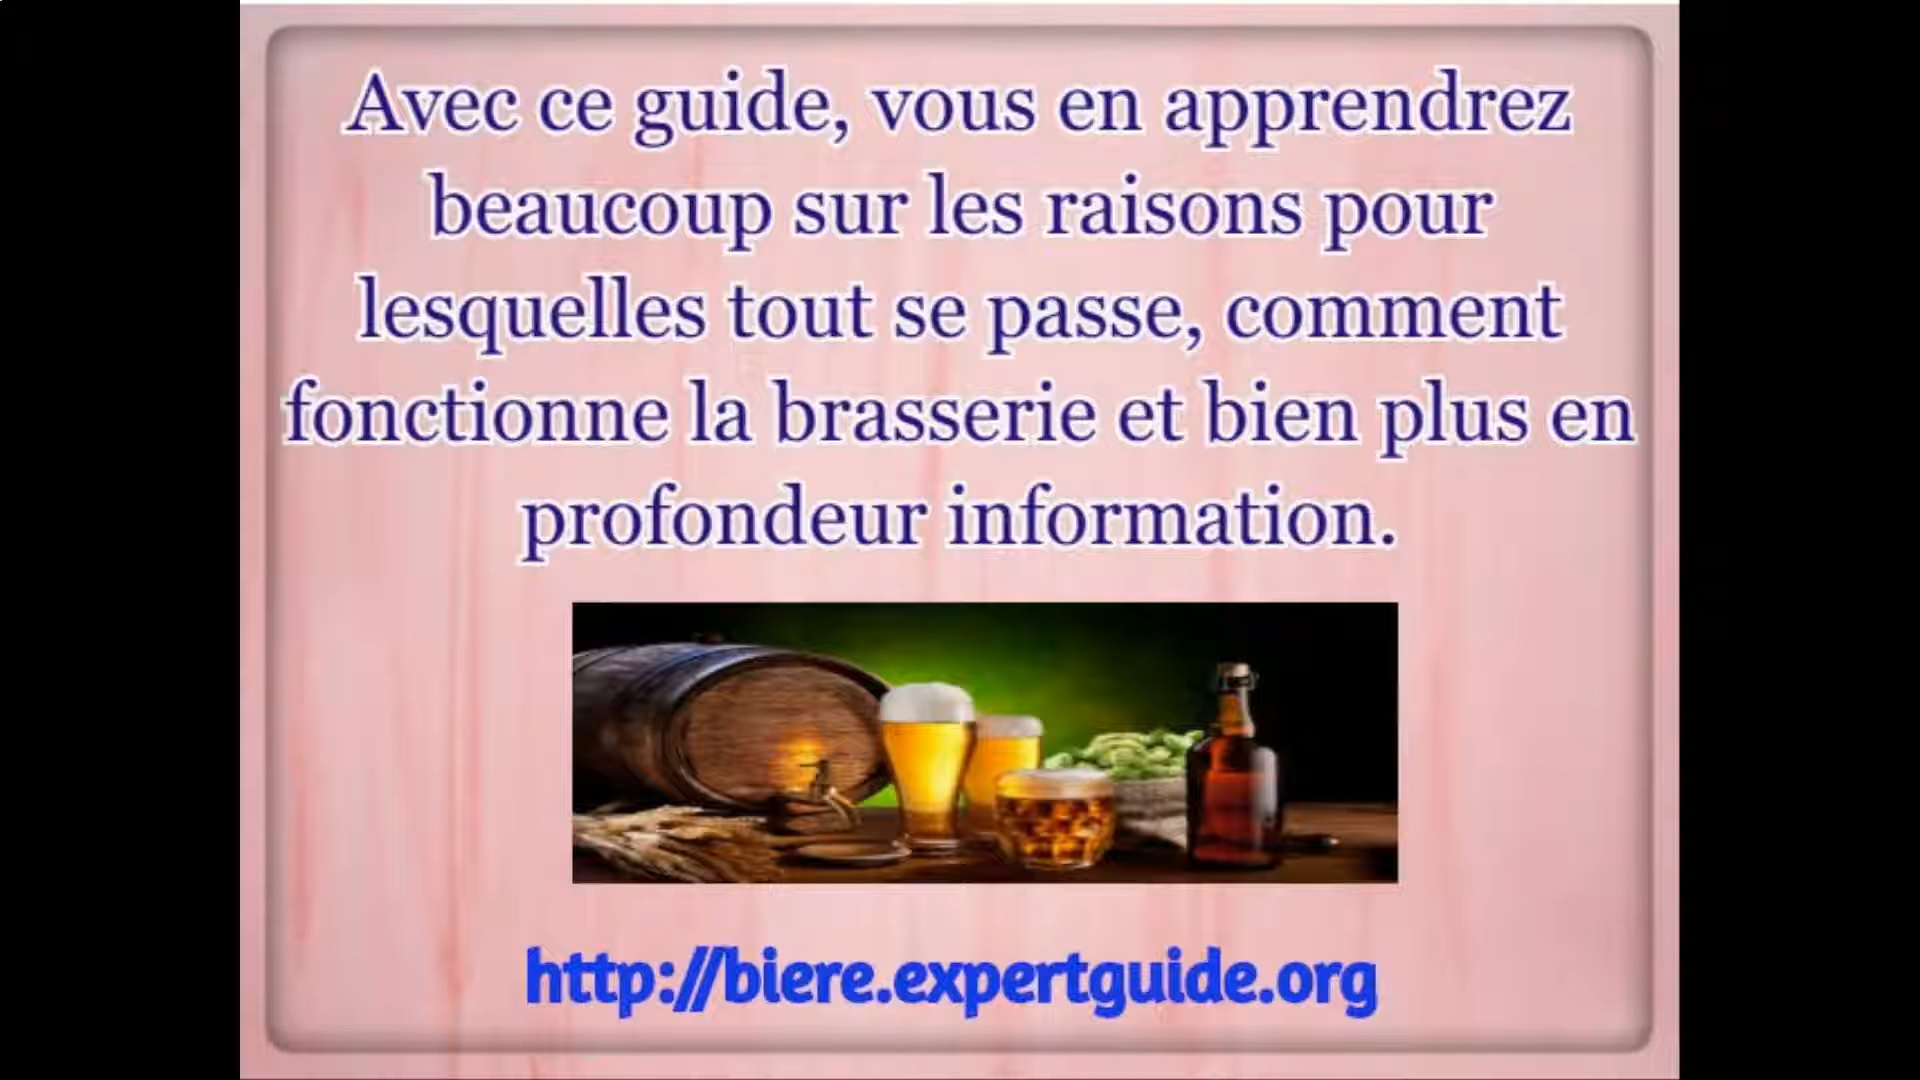 Avec ce guide, vous en apprendrez
beaucoup sur les raisons pour
lesquelles tout se passe, comment
fonctionne la brasserie et bien plus en
profondeur information.
http://biere.expertguide.org